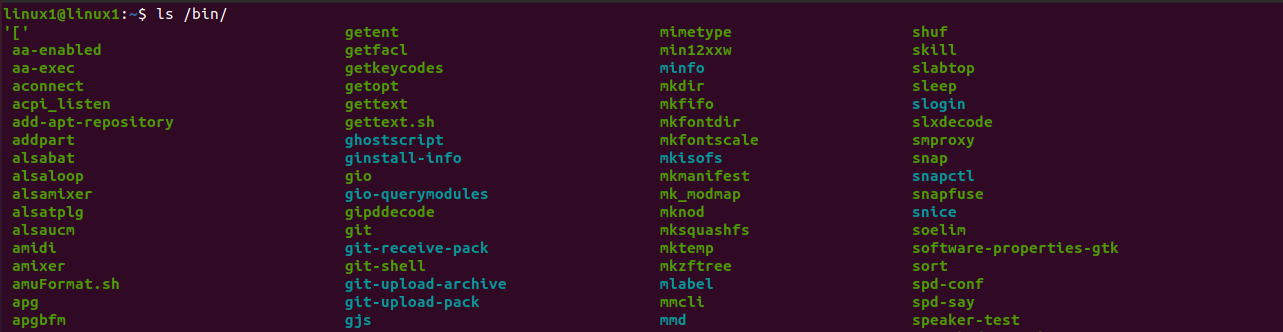 linux1@linux1:~$ ls /bin/
'[' getent mimetype shuf
aa-enabled getfacl min12xxw skill
aa-exec getkeycodes minfo slabtop
aconnect getopt mkdir sleep
acpi_listen gettext mkfifo slogin
add-apt-repository gettext.sh mkfontdir slxdecode
addpart ghostscript mkfontscale smproxy
alsabat ginstall-info mkisofs snap
alsaloop gio mkmanifest snapctl
alsamixer gio-querymodules mk_modmap snapfuse
alsatplg gipddecode mknod snice
alsaucm git mksquashfs soelim
amidi git-receive-pack mktemp software-properties-gtk
amixer git-shell mkzftree sort
amuFormat.sh git-upload-archive mlabel spd-conf
apg git-upload-pack mmcli spd-say
apgbfm gjs mmd speaker-test